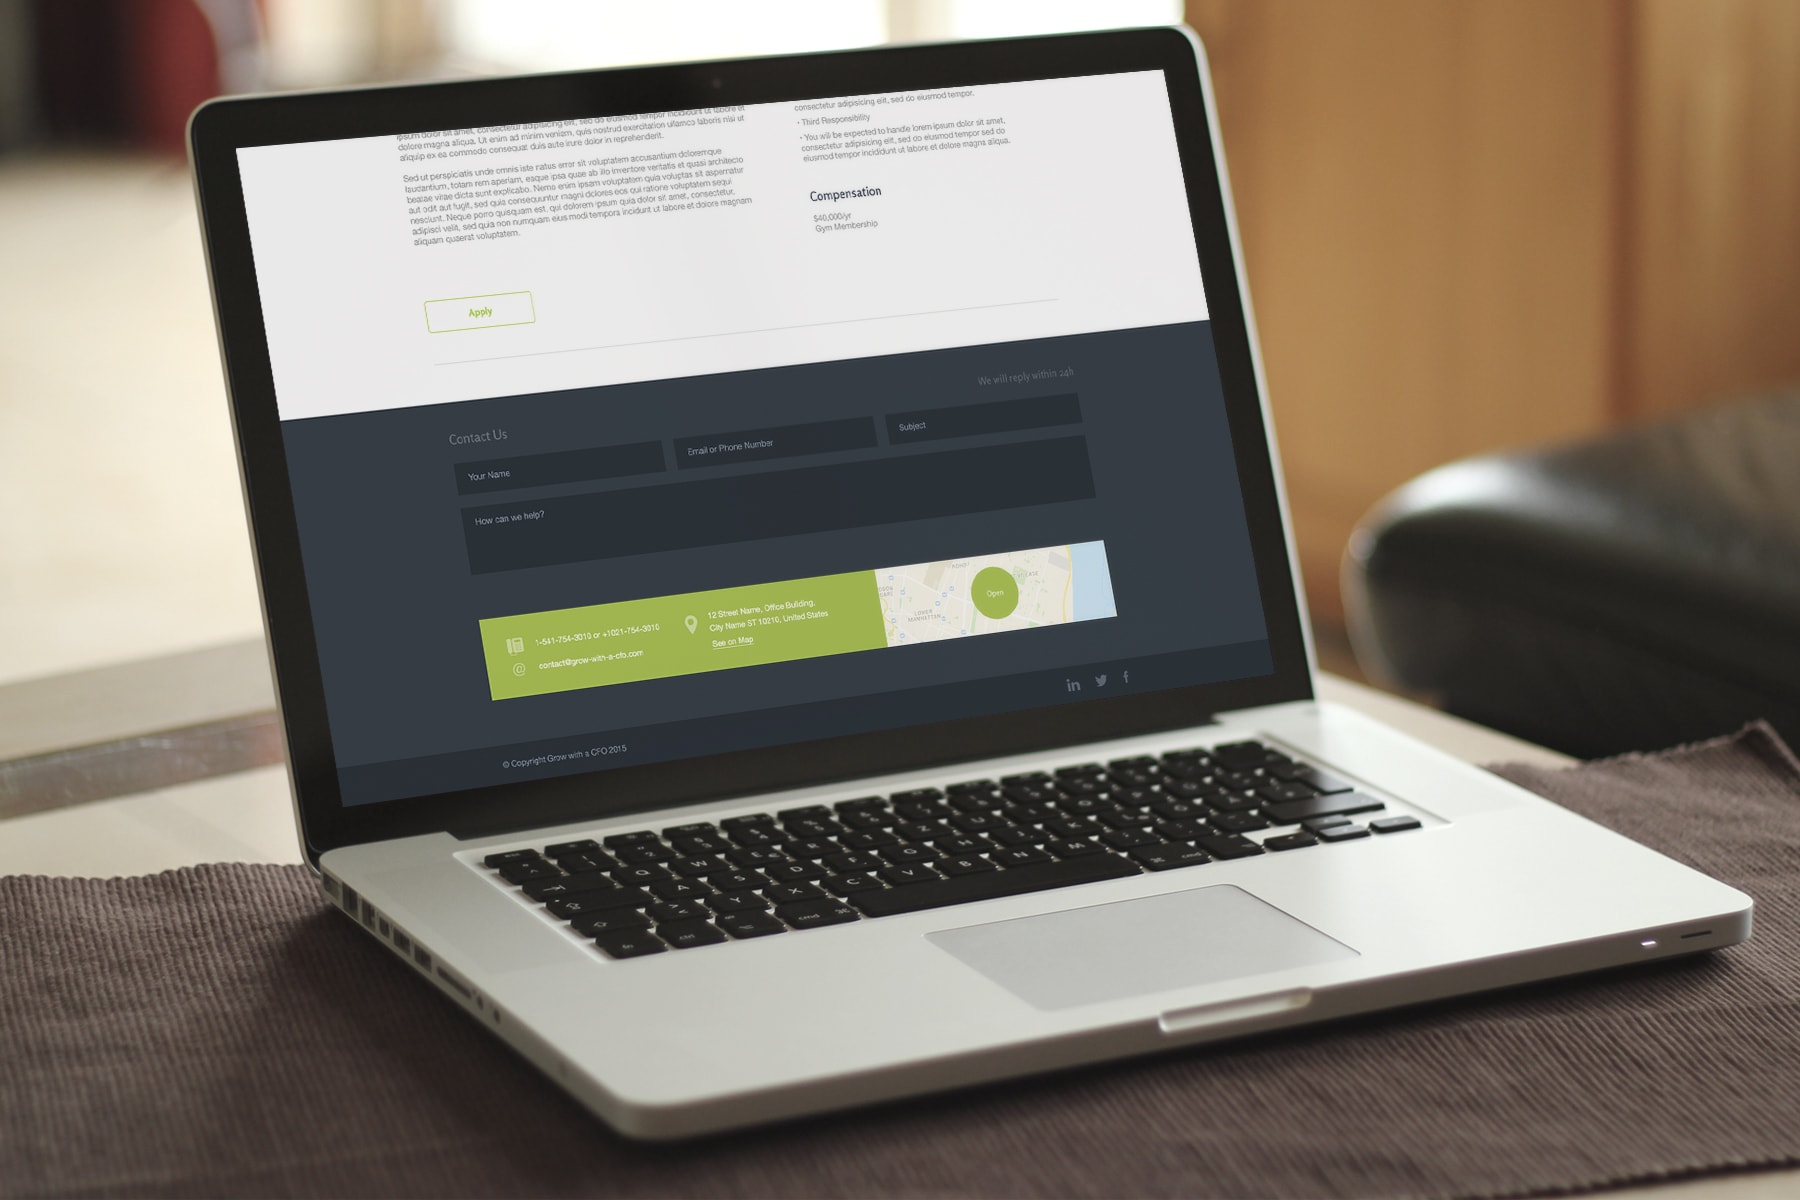 ipsum dolor sit amet, consectetur adipisicing elit, sed do eiusmod tempor incididunt ut labore et
dolore magna aliqua. Ut enim ad minim veniam, quis nostrud exercitation ullamco laboris nisi ut
aliquip ex ea commodo consequat duis aute irure dolor in reprehenderit.
Sed ut perspiciatis unde omnis iste natus error sit voluptatem accusantium doloremque
laudantium, totam rem aperiam, eaque ipsa quae ab illo inventore veritatis et quasi architecto
beatae vitae dicta sunt explicabo. Nemo enim ipsam voluptatem quia voluptas sit aspernatur
aut odit aut fugit, sed quia consequuntur magni dolores eos qui ratione voluptatem sequi
nesciunt. Neque porro quisquam est, qui dolorem ipsum quia dolor sit amet, consectetur,
adipisci velit, sed quia non numquam eius modi tempora incidunt ut labore et dolore magnam
aliquam quaerat voluptatem.
consectetur adipisicing elit, sed do eiusmod tempor.
• Third Responsibility
• You will be expected to handle lorem ipsum dolor sit amet,
consectetur adipisicing elit, sed do eiusmod tempor sed do
eiusmod tempor incididunt ut labore et dolore magna aliqua.
Compensation
$40,000/yr
Gym Membership
Apply
We will reply within 24h
Contact Us
Your Name
Email or Phone Number
Subject
How can we help?
1-541-754-3010 or +1021-754-3010
contact@grow-with-a-cfo.com
12 Street Name, Office Building,
City Name ST 10210, United States
See on Map
LOWER
MANHATTAN
VILLAGE
Open
© Copyright Grow with a CFO 2015
in f
Q W E R T Z U
A S D F G H
Y X C V B N M
fn ctrl cmd cmd